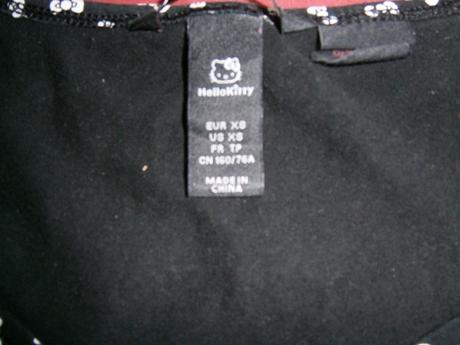 HelloKitty
EUR XS
US XS
FR TP
CN 160/76A
MADE IN
CHINA